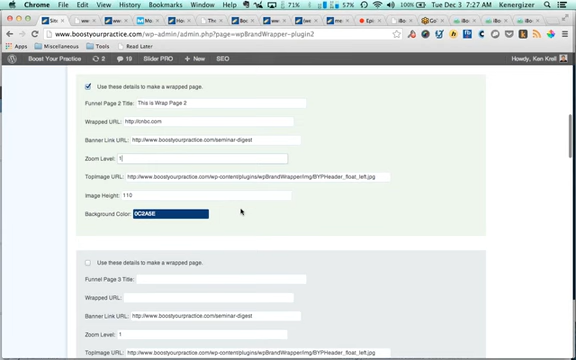 Chrome File Edit View History Bookmarks Window Help 71% 57% 100% Tue Dec 3 7:27 AM Kenergizer
www.boostyourpractice.com/wp-admin/admin.php?page=wpBrandWrapper-plugin2
Apps Miscellaneous Tools Read Later
Boost Your Practice 2 19 New Slider PRO SEO Howdy, Ken Krell
Use these details to make a wrapped page.
Funnel Page 2 Title: This is Wrap Page 2
Wrapped URL: http://cnbc.com
Banner Link URL: http://www.boostyourpractice.com/seminar-digest
Zoom Level: 1
TopImage URL: http://www.boostyourpractice.com/wp-content/plugins/wpBrandWrapper/img/BYPHeader_float_left.jpg
Image Height: 110
Background Color: 0C2A5E
Use these details to make a wrapped page.
Funnel Page 3 Title:
Wrapped URL:
Banner Link URL: http://www.boostyourpractice.com/seminar-digest
Zoom Level: 1
TopImage URL: http://www.boostyourpractice.com/wp-content/plugins/wpBrandWrapper/img/BYPHeader_float_left.jpg